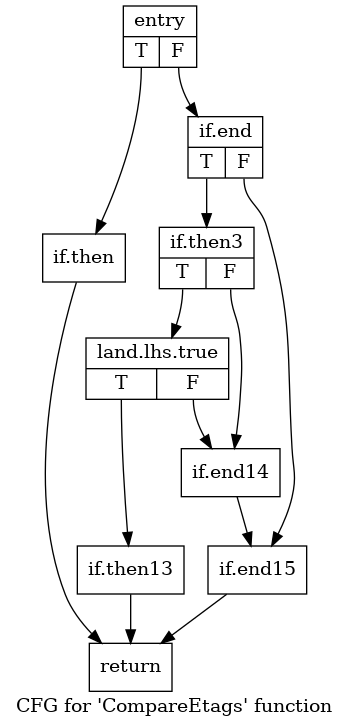 entry
T F
if.end
T F
if.then3
T F
if.then
land.lhs.true
T F
if.end14
if.then13
if.end15
return
CFG for 'CompareEtags' function